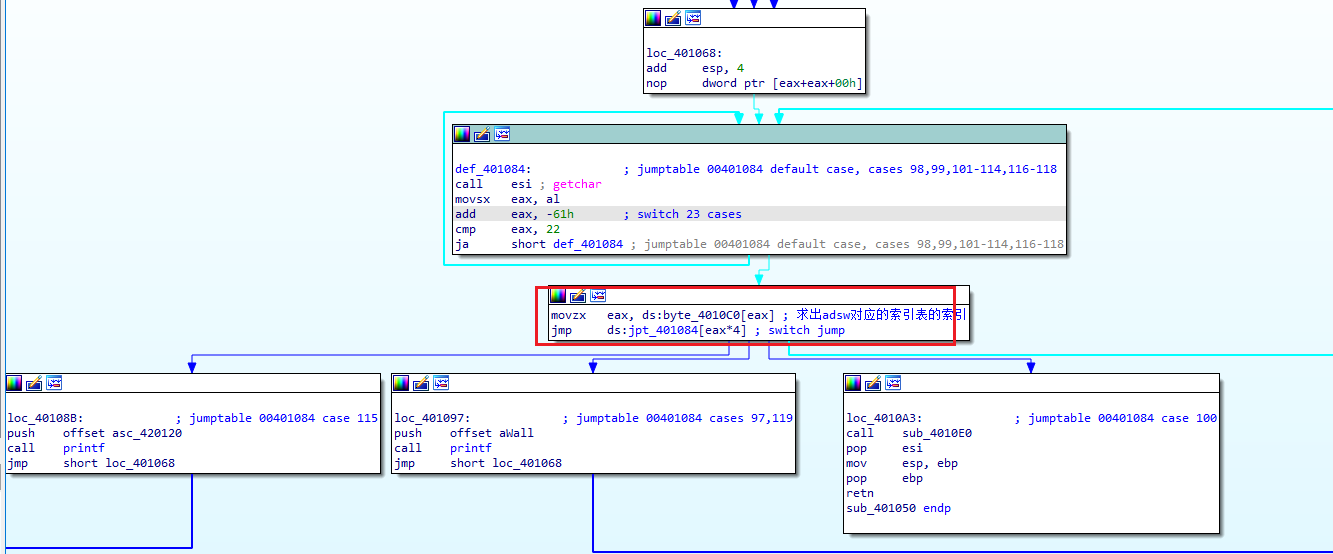 loc_401068:
add esp, 4
nop dword ptr [eax+eax+00h]
def_401084: ; jumptable 00401084 default case, cases 98,99,101-114,116-118
call esi ; getchar
movsx eax, al
add eax, -61h ; switch 23 cases
cmp eax, 22
ja short def_401084 ; jumptable 00401084 default case, cases 98,99,101-114,116-118
movzx eax, ds:byte_4010C0[eax] ; 求出adsw对应的索引表的索引
jmp ds:jpt_401084[eax*4] ; switch jump
loc_40108B: ; jumptable 00401084 case 115
push offset asc_420120
call printf
jmp short loc_401068
loc_401097: ; jumptable 00401084 cases 97,119
push offset aWall
call printf
jmp short loc_401068
loc_4010A3: ; jumptable 00401084 case 100
call sub_4010E0
pop esi
mov esp, ebp
pop ebp
retn
sub_401050 endp